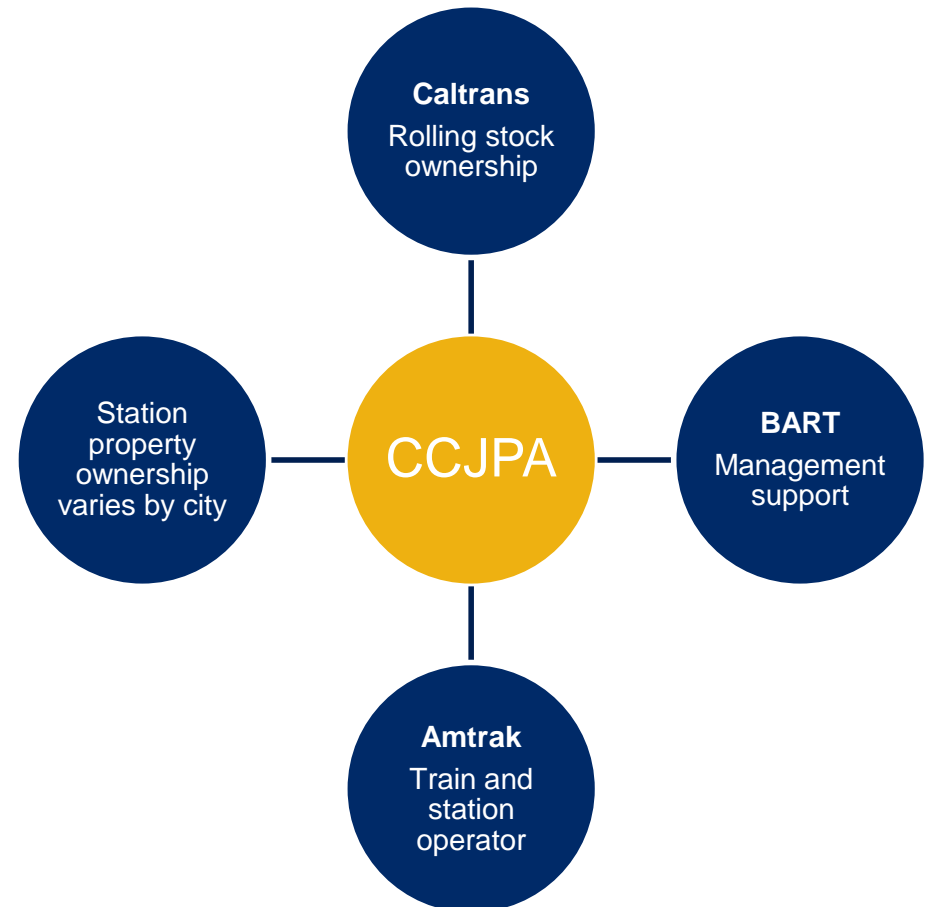 Caltrans
Rolling stock
ownership
Station
property
ownership
varies by city
CCJPA
BART
Management
support
Amtrak
Train and
station
operator